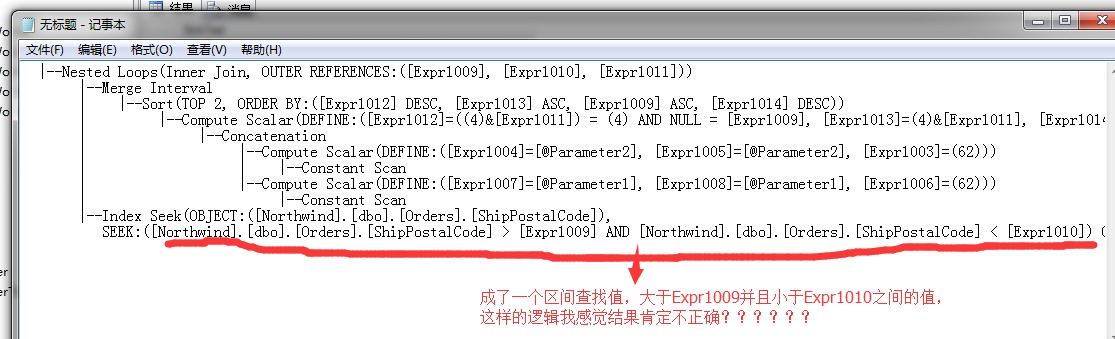 结果 消息
无标题 - 记事本
文件(F) 编辑(E) 格式(O) 查看(V) 帮助(H)
|--Nested Loops(Inner Join, OUTER REFERENCES:([Expr1009], [Expr1010], [Expr1011]))
|--Merge Interval
|--Sort(TOP 2, ORDER BY:([Expr1012] DESC, [Expr1013] ASC, [Expr1009] ASC, [Expr1014] DESC))
|--Compute Scalar(DEFINE:([Expr1012]=((4)&[Expr1011]) = (4) AND NULL = [Expr1009], [Expr1013]=(4)&[Expr1011], [Expr1014
|--Concatenation
|--Compute Scalar(DEFINE:([Expr1004]=[@Parameter2], [Expr1005]=[@Parameter2], [Expr1003]=(62)))
|--Constant Scan
|--Compute Scalar(DEFINE:([Expr1007]=[@Parameter1], [Expr1008]=[@Parameter1], [Expr1006]=(62)))
|--Constant Scan
|--Index Seek(OBJECT:([Northwind].[dbo].[Orders].[ShipPostalCode]),
SEEK:([Northwind].[dbo].[Orders].[ShipPostalCode] > [Expr1009] AND [Northwind].[dbo].[Orders].[ShipPostalCode] < [Expr1010])
成了一个区间查找值，大于Expr1009并且小于Expr1010之间的值，
这样的逻辑我感觉结果肯定不正确？？？？？？